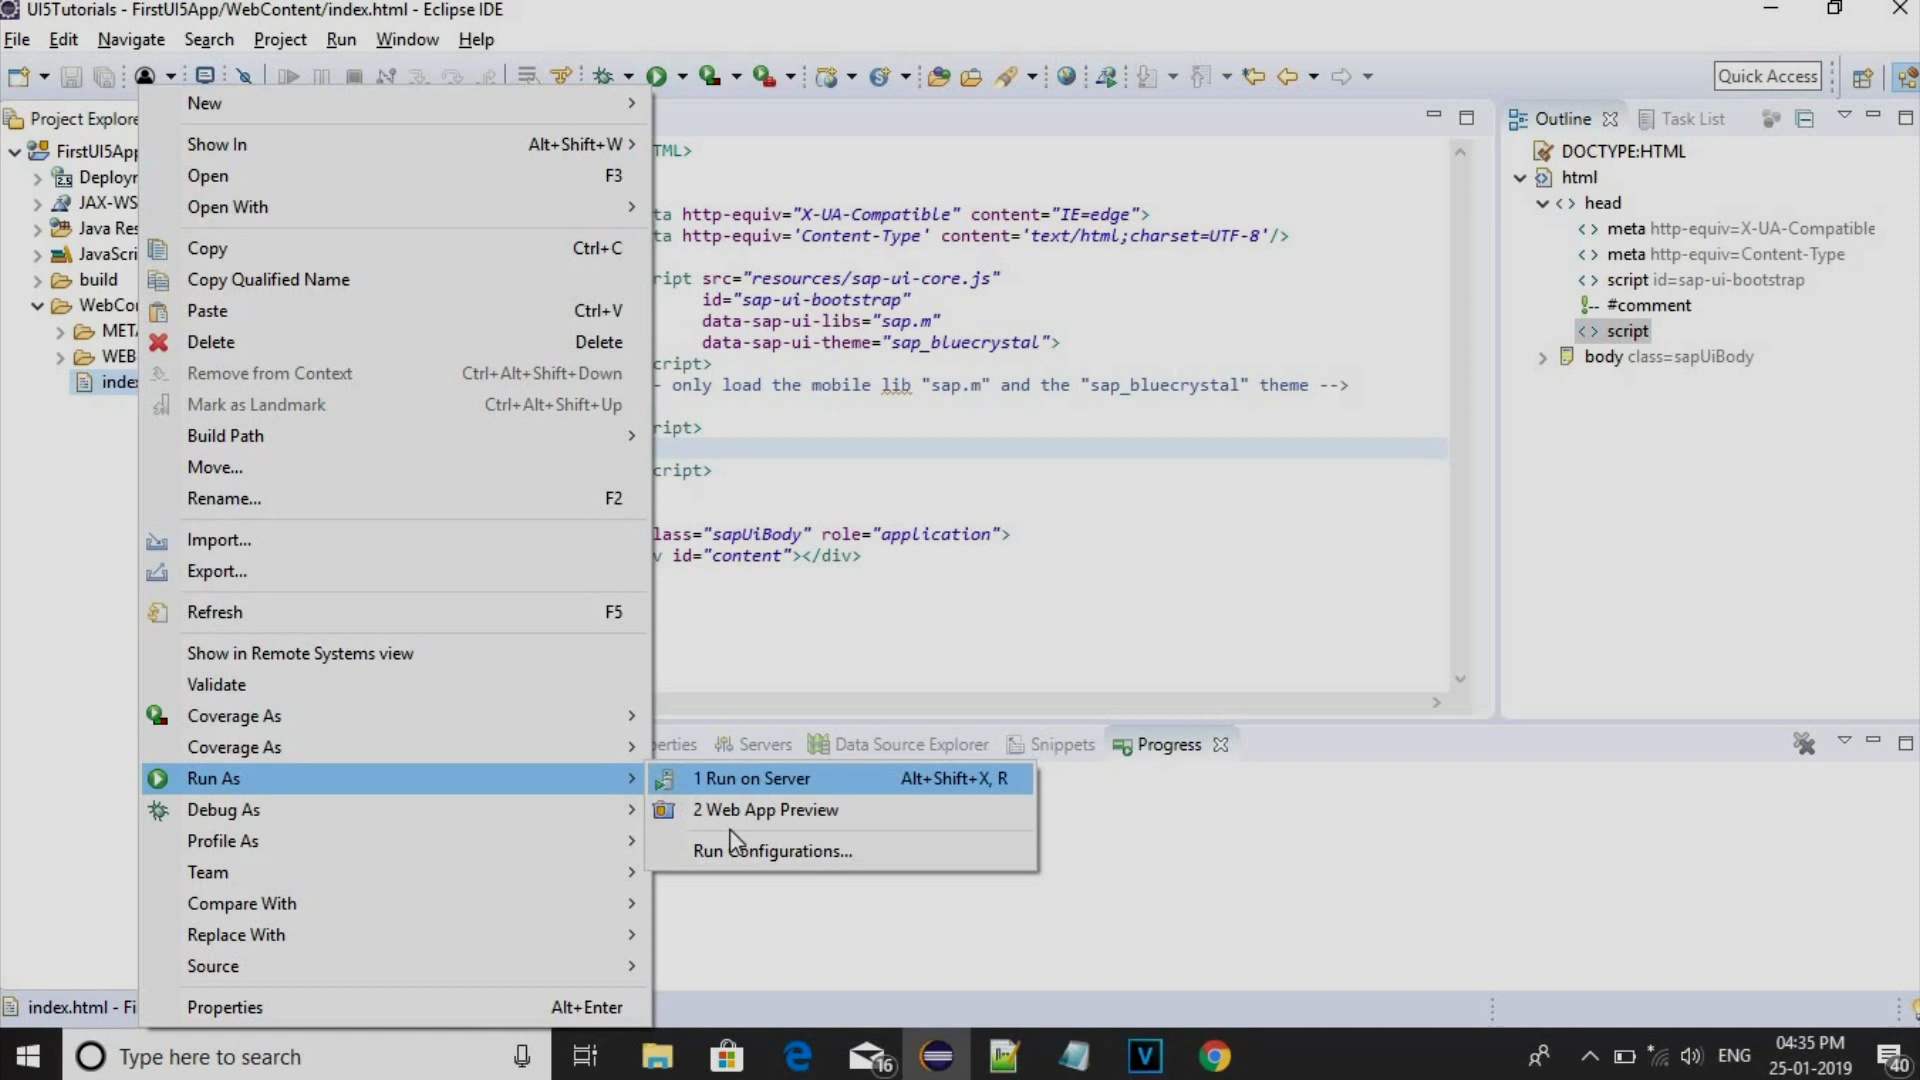 UI5Tutorials - FirstUI5App/WebContent/index.html - Eclipse IDE
File Edit Navigate Search Project Run Window Help
Quick Access
Project Explore
FirstUI5App
Deployn
JAX-WS
Java Res
JavaScri
build
WebCo
META
WEB
index
New
Show In Alt+Shift+W
Open F3
Open With
Copy Ctrl+C
Copy Qualified Name
Paste Ctrl+V
Delete Delete
Remove from Context Ctrl+Alt+Shift+Down
Mark as Landmark Ctrl+Alt+Shift+Up
Build Path
Move...
Rename... F2
Import...
Export...
Refresh F5
Show in Remote Systems view
Validate
Coverage As
Coverage As
Run As
Debug As
Profile As
Team
Compare With
Replace With
Source
Properties Alt+Enter
1 Run on Server Alt+Shift+X, R
2 Web App Preview
Run Configurations...
TML>
ta http-equiv="X-UA-Compatible" content="IE=edge">
ta http-equiv='Content-Type' content='text/html;charset=UTF-8'/>
ript src="resources/sap-ui-core.js"
id="sap-ui-bootstrap"
data-sap-ui-libs="sap.m"
data-sap-ui-theme="sap_bluecrystal">
cript>
- only load the mobile lib "sap.m" and the "sap_bluecrystal" theme -->
ript>
cript>
lass="sapUiBody" role="application">
v id="content"></div>
erties Servers Data Source Explorer Snippets Progress
Outline Task List
DOCTYPE:HTML
html
head
meta http-equiv=X-UA-Compatible
meta http-equiv=Content-Type
script id=sap-ui-bootstrap
#comment
script
body class=sapUiBody
index.html - Fi
Type here to search
16
ENG
04:35 PM
25-01-2019
40